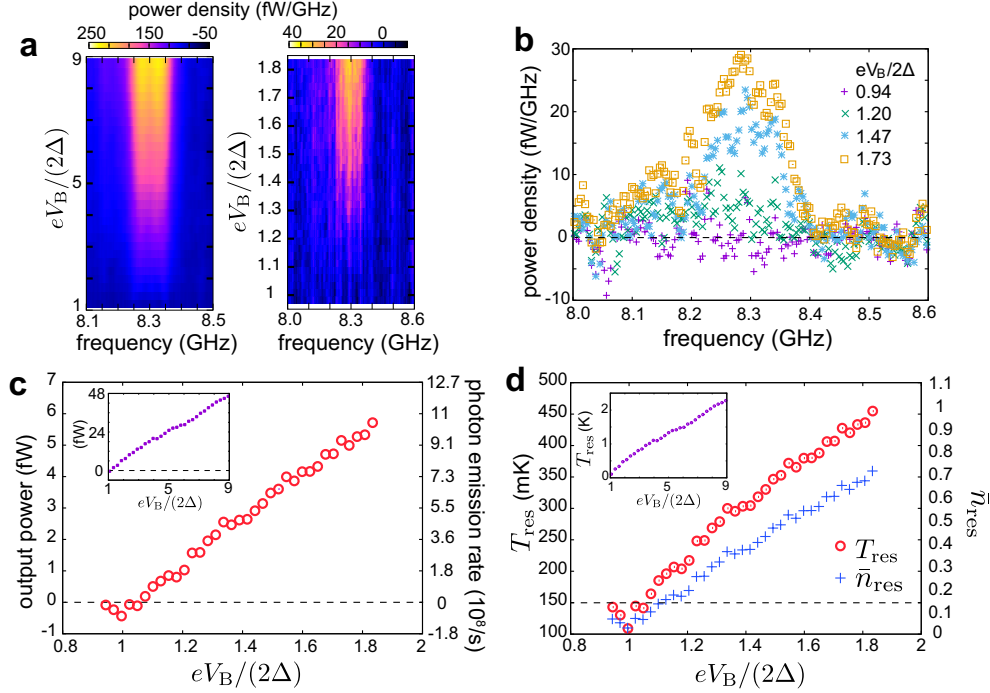 a
power density (fW/GHz)
250 150 50 -50
40 20 0
eV_B/(2Δ)
9
5
1
8.1 8.3 8.5
frequency (GHz)
eV_B/(2Δ)
1.8
1.7
1.6
1.5
1.4
1.3
1.2
1.1
1
8.0 8.3 8.6
frequency (GHz)
b
power density (fW/GHz)
30
20
10
0
-10
8.0 8.1 8.2 8.3 8.4 8.5 8.6
frequency (GHz)
eV_B/2Δ
0.94
1.20
1.47
1.73
c
output power (fW)
7
6
5
4
3
2
1
0
-1
0.8 1 1.2 1.4 1.6 1.8 2
eV_B/(2Δ)
12.7
11
9.1
7.3
5.5
3.6
1.8
0
-1.8
photon emission rate (10⁸/s)
(fW)
48
24
0
1 5 9
eV_B/(2Δ)
d
T_res (mK)
500
450
400
350
300
250
200
150
100
0.8 1 1.2 1.4 1.6 1.8 2
eV_B/(2Δ)
1.1
1
0.9
0.8
0.7
0.6
0.5
0.4
0.3
0.2
0.1
0
n̄_res
T_res (K)
2
1
0
1 5 9
eV_B/(2Δ)
T_res
n̄_res